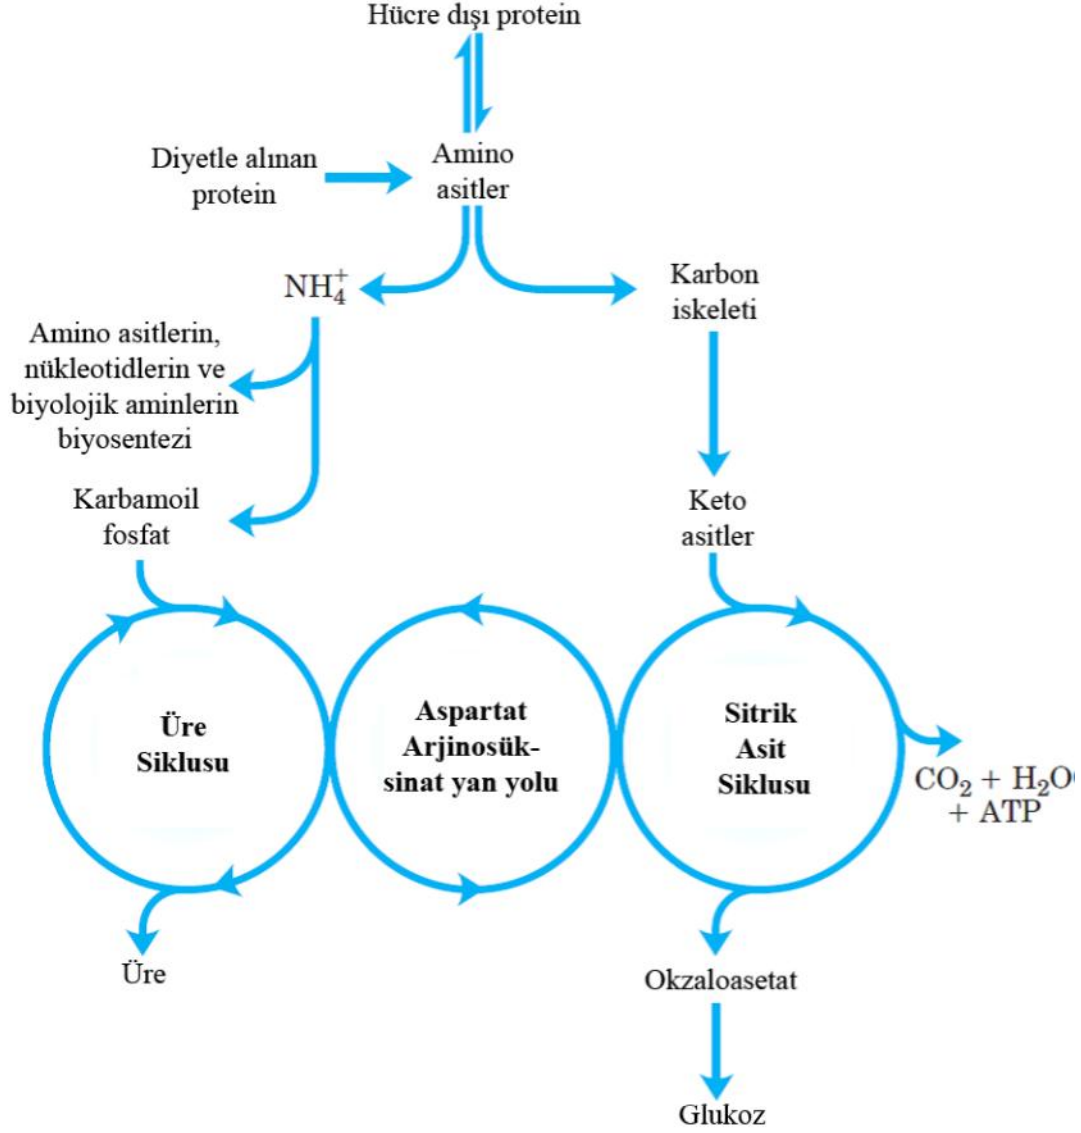 Hücre dışı protein
Diyetle alınan
protein
Amino
asitler
NH₄⁺
Karbon
iskeleti
Amino asitlerin,
nükleotidlerin ve
biyolojik aminlerin
biyosentezi
Karbamoil
fosfat
Keto
asitler
Üre
Siklusu
Aspartat
Arjinosük-
sinat yan yolu
Sitrik
Asit
Siklusu
CO₂ + H₂O
+ ATP
Üre
Okzaloasetat
Glukoz